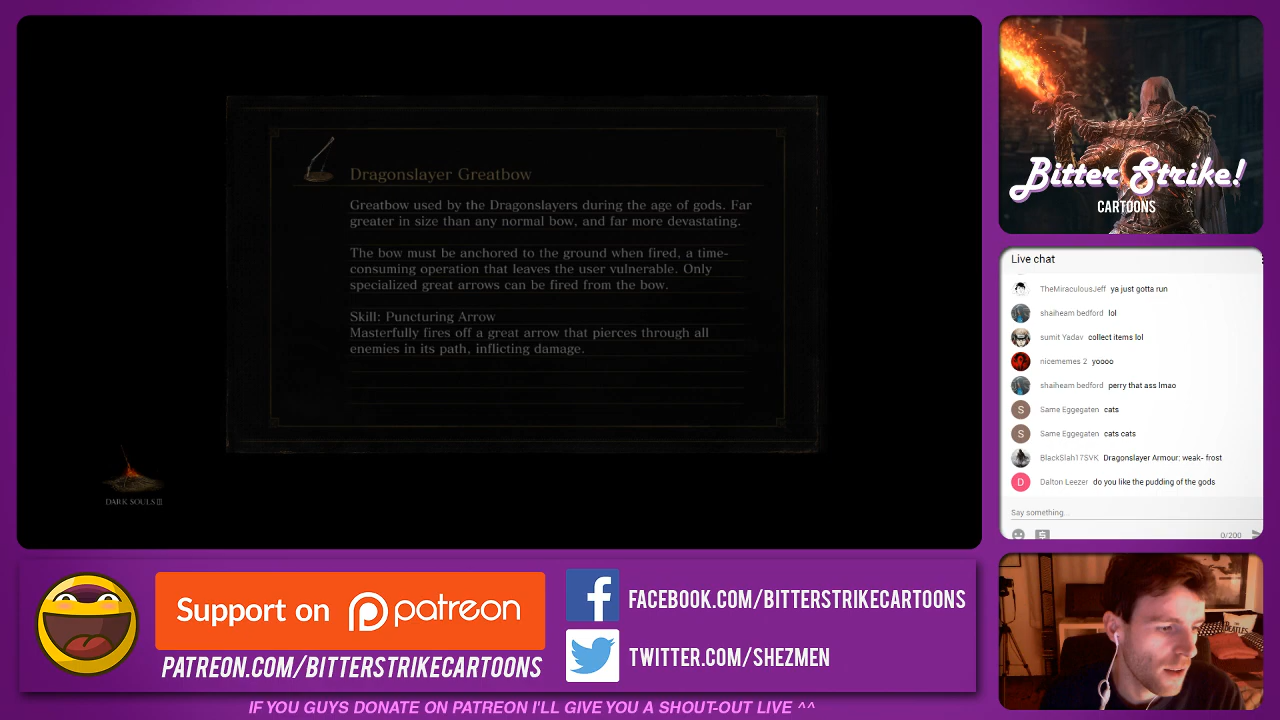 Dragonslayer Greatbow
Greatbow used by the Dragonslayers during the age of gods. Far
greater in size than any normal bow, and far more devastating.
The bow must be anchored to the ground when fired, a time-
consuming operation that leaves the user vulnerable. Only
specialized great arrows can be fired from the bow.
Skill: Puncturing Arrow
Masterfully fires off a great arrow that pierces through all
enemies in its path, inflicting damage.
DARK SOULS III
Bitter Strike!
CARTOONS
Live chat
TheMiraculousJeff ya just gotta run
shaiheam bedford lol
sumit Yadav collect items lol
nicememes 2 yoooo
shaiheam bedford perry that ass lmao
S Same Eggegaten cats
S Same Eggegaten cats cats
BlackSlah17SVK Dragonslayer Armour: weak- frost
D Dalton Leezer do you like the pudding of the gods
Say something...
0/200
Support on patreon
PATREON.COM/BITTERSTRIKECARTOONS
FACEBOOK.COM/BITTERSTRIKECARTOONS
TWITTER.COM/SHEZMEN
IF YOU GUYS DONATE ON PATREON I'LL GIVE YOU A SHOUT-OUT LIVE ^^